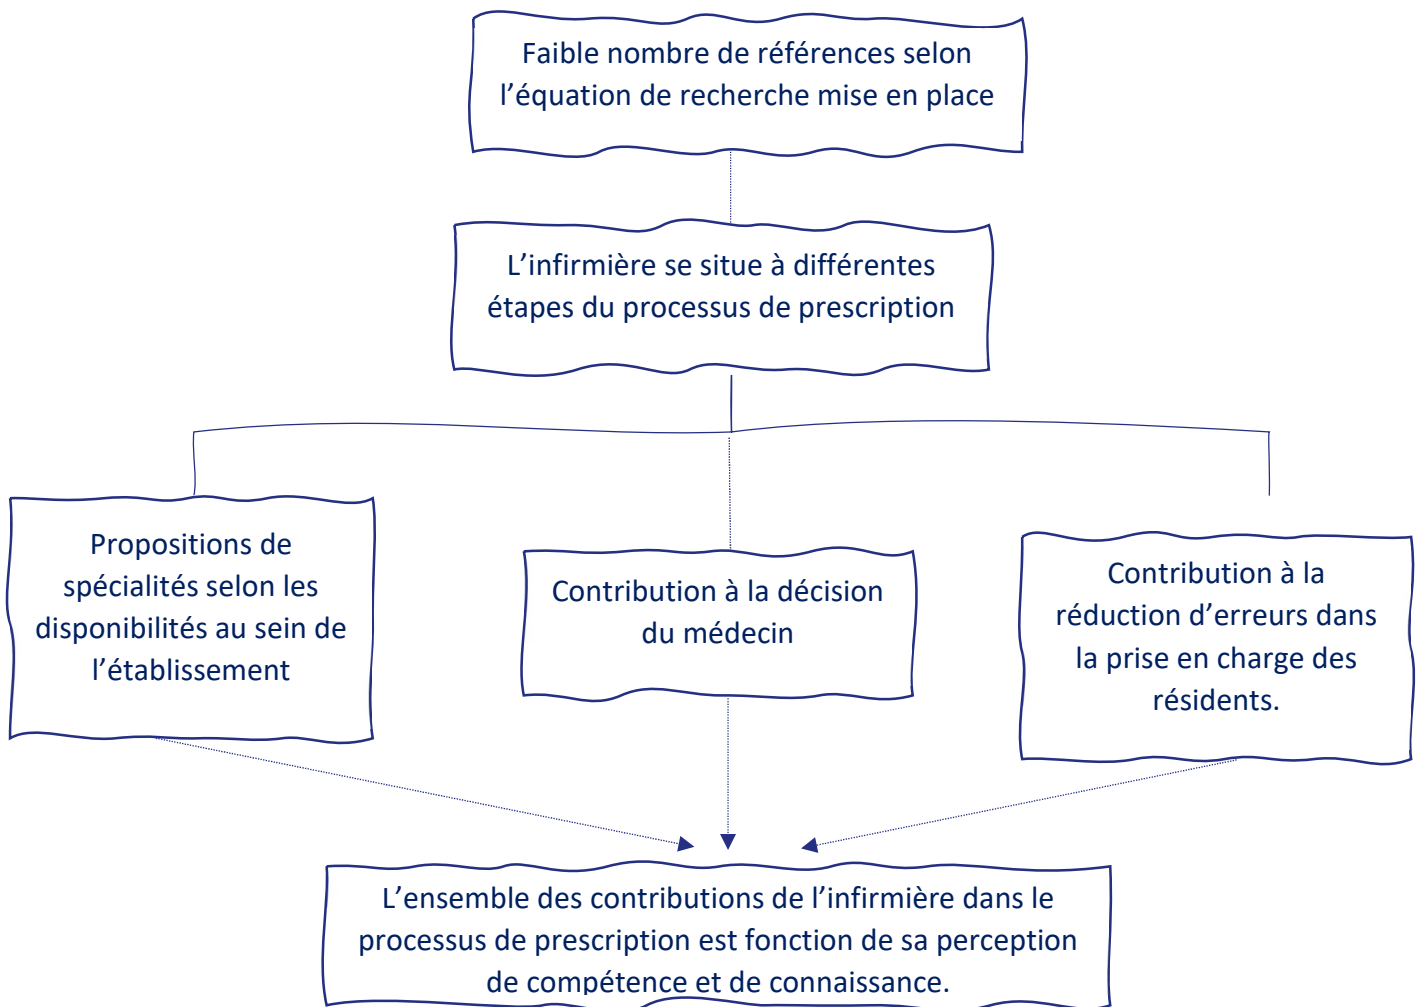 Faible nombre de références selon
l’équation de recherche mise en place
L’infirmière se situe à différentes
étapes du processus de prescription
Propositions de
spécialités selon les
disponibilités au sein de
l’établissement
Contribution à la décision
du médecin
Contribution à la
réduction d’erreurs dans
la prise en charge des
résidents.
L’ensemble des contributions de l’infirmière dans le
processus de prescription est fonction de sa perception
de compétence et de connaissance.